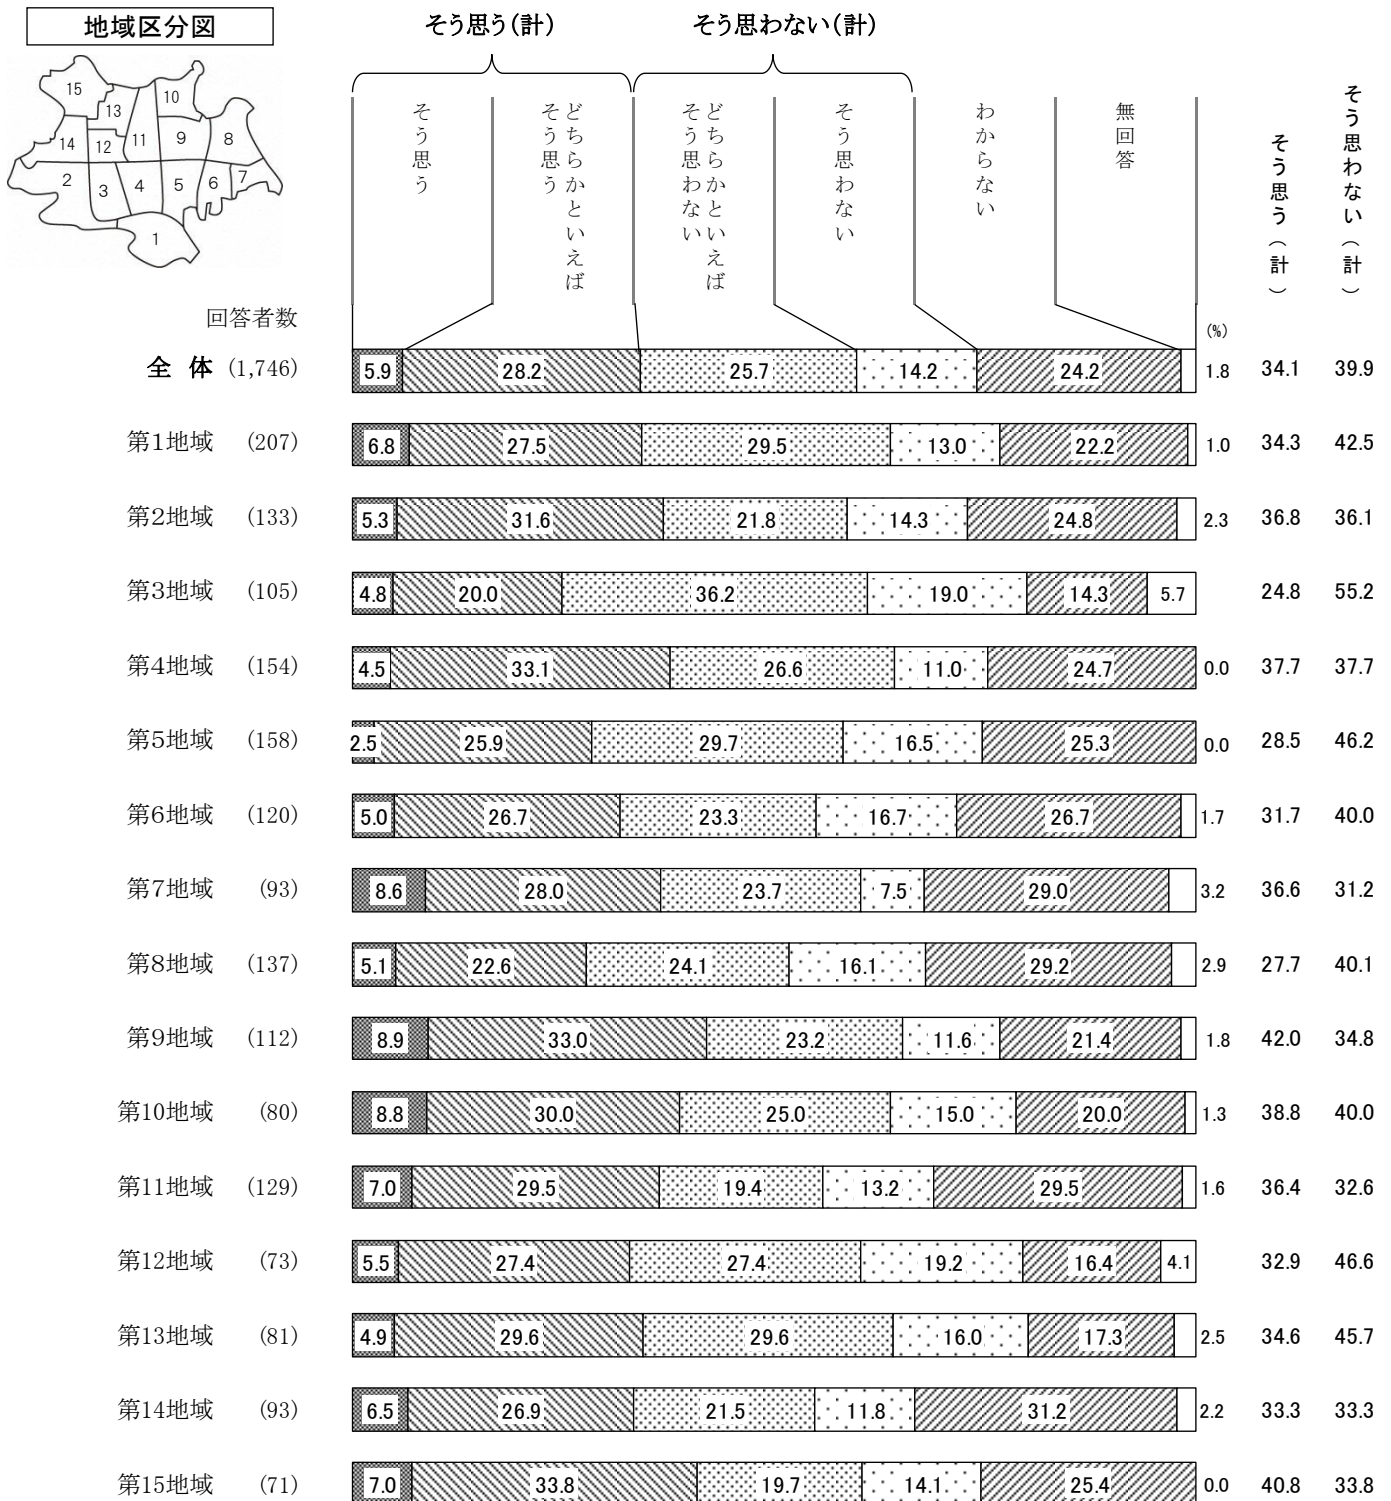 地域区分図
15
13
10
14
12
11
9
8
2
3
4
5
6
7
1
そう思う(計)
そう思わない(計)
そう思う
どちらかといえば
そう思う
どちらかといえば
そう思わない
そう思わない
わからない
無回答
そう思う(計)
そう思わない(計)
回答者数
(%)
全 体 (1,746) 5.9 28.2 25.7 14.2 24.2 1.8 34.1 39.9
第1地域 (207) 6.8 27.5 29.5 13.0 22.2 1.0 34.3 42.5
第2地域 (133) 5.3 31.6 21.8 14.3 24.8 2.3 36.8 36.1
第3地域 (105) 4.8 20.0 36.2 19.0 14.3 5.7 24.8 55.2
第4地域 (154) 4.5 33.1 26.6 11.0 24.7 0.0 37.7 37.7
第5地域 (158) 2.5 25.9 29.7 16.5 25.3 0.0 28.5 46.2
第6地域 (120) 5.0 26.7 23.3 16.7 26.7 1.7 31.7 40.0
第7地域 (93) 8.6 28.0 23.7 7.5 29.0 3.2 36.6 31.2
第8地域 (137) 5.1 22.6 24.1 16.1 29.2 2.9 27.7 40.1
第9地域 (112) 8.9 33.0 23.2 11.6 21.4 1.8 42.0 34.8
第10地域 (80) 8.8 30.0 25.0 15.0 20.0 1.3 38.8 40.0
第11地域 (129) 7.0 29.5 19.4 13.2 29.5 1.6 36.4 32.6
第12地域 (73) 5.5 27.4 27.4 19.2 16.4 4.1 32.9 46.6
第13地域 (81) 4.9 29.6 29.6 16.0 17.3 2.5 34.6 45.7
第14地域 (93) 6.5 26.9 21.5 11.8 31.2 2.2 33.3 33.3
第15地域 (71) 7.0 33.8 19.7 14.1 25.4 0.0 40.8 33.8